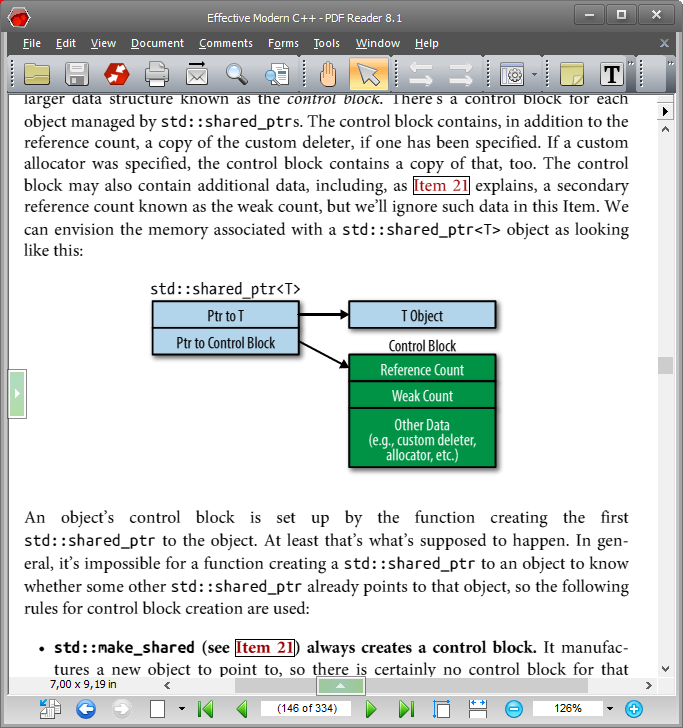 Effective Modern C++ - PDF Reader 8.1
File Edit View Document Comments Forms Tools Window Help
larger data structure known as the control block. There's a control block for each
object managed by std::shared_ptrs. The control block contains, in addition to the
reference count, a copy of the custom deleter, if one has been specified. If a custom
allocator was specified, the control block contains a copy of that, too. The control
block may also contain additional data, including, as Item 21 explains, a secondary
reference count known as the weak count, but we'll ignore such data in this Item. We
can envision the memory associated with a std::shared_ptr<T> object as looking
like this:
std::shared_ptr<T>
Ptr to T
T Object
Ptr to Control Block
Control Block
Reference Count
Weak Count
Other Data
(e.g., custom deleter,
allocator, etc.)
An object's control block is set up by the function creating the first
std::shared_ptr to the object. At least that's what's supposed to happen. In gen-
eral, it's impossible for a function creating a std::shared_ptr to an object to know
whether some other std::shared_ptr already points to that object, so the following
rules for control block creation are used:
• std::make_shared (see Item 21) always creates a control block. It manufac-
tures a new object to point to, so there is certainly no control block for that
7,00 x 9,19 in
(146 of 334)
126%